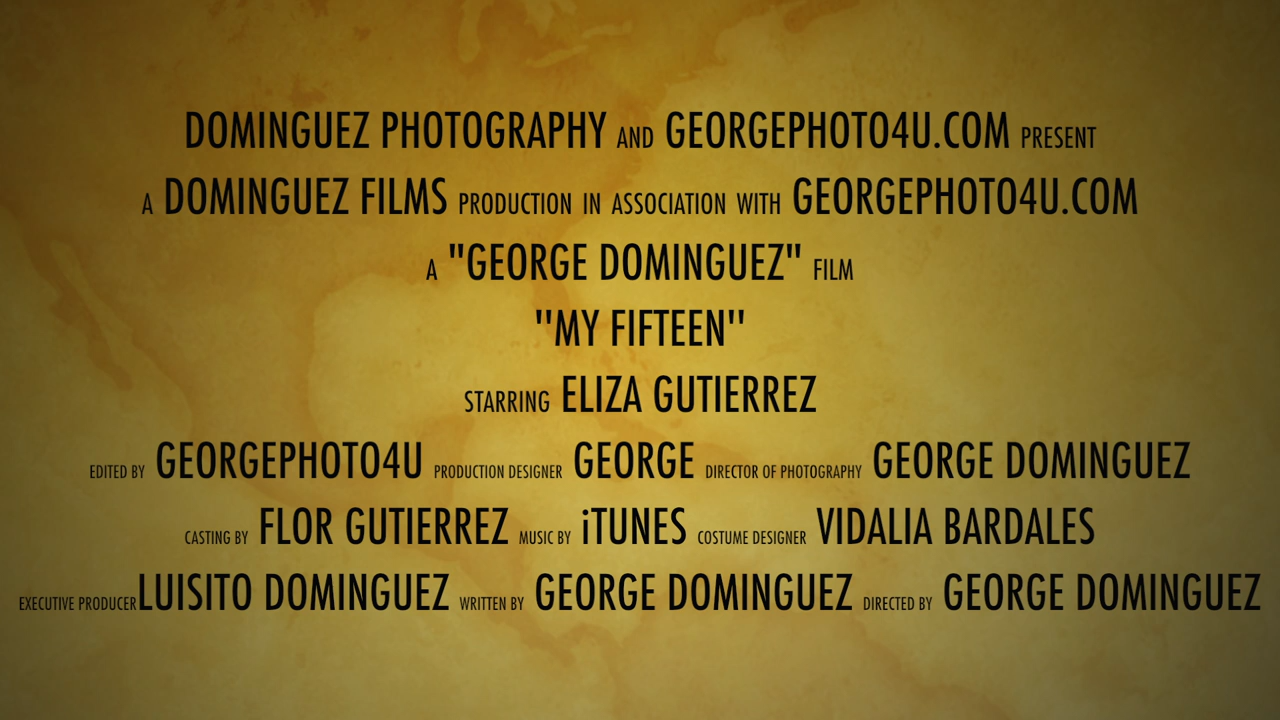 DOMINGUEZ PHOTOGRAPHY AND GEORGEPHOTO4U.COM PRESENT
A DOMINGUEZ FILMS PRODUCTION IN ASSOCIATION WITH GEORGEPHOTO4U.COM
A "GEORGE DOMINGUEZ" FILM
"MY FIFTEEN"
STARRING ELIZA GUTIERREZ
EDITED BY GEORGEPHOTO4U PRODUCTION DESIGNER GEORGE DIRECTOR OF PHOTOGRAPHY GEORGE DOMINGUEZ
CASTING BY FLOR GUTIERREZ MUSIC BY iTUNES COSTUME DESIGNER VIDALIA BARDALES
EXECUTIVE PRODUCER LUISITO DOMINGUEZ WRITTEN BY GEORGE DOMINGUEZ DIRECTED BY GEORGE DOMINGUEZ